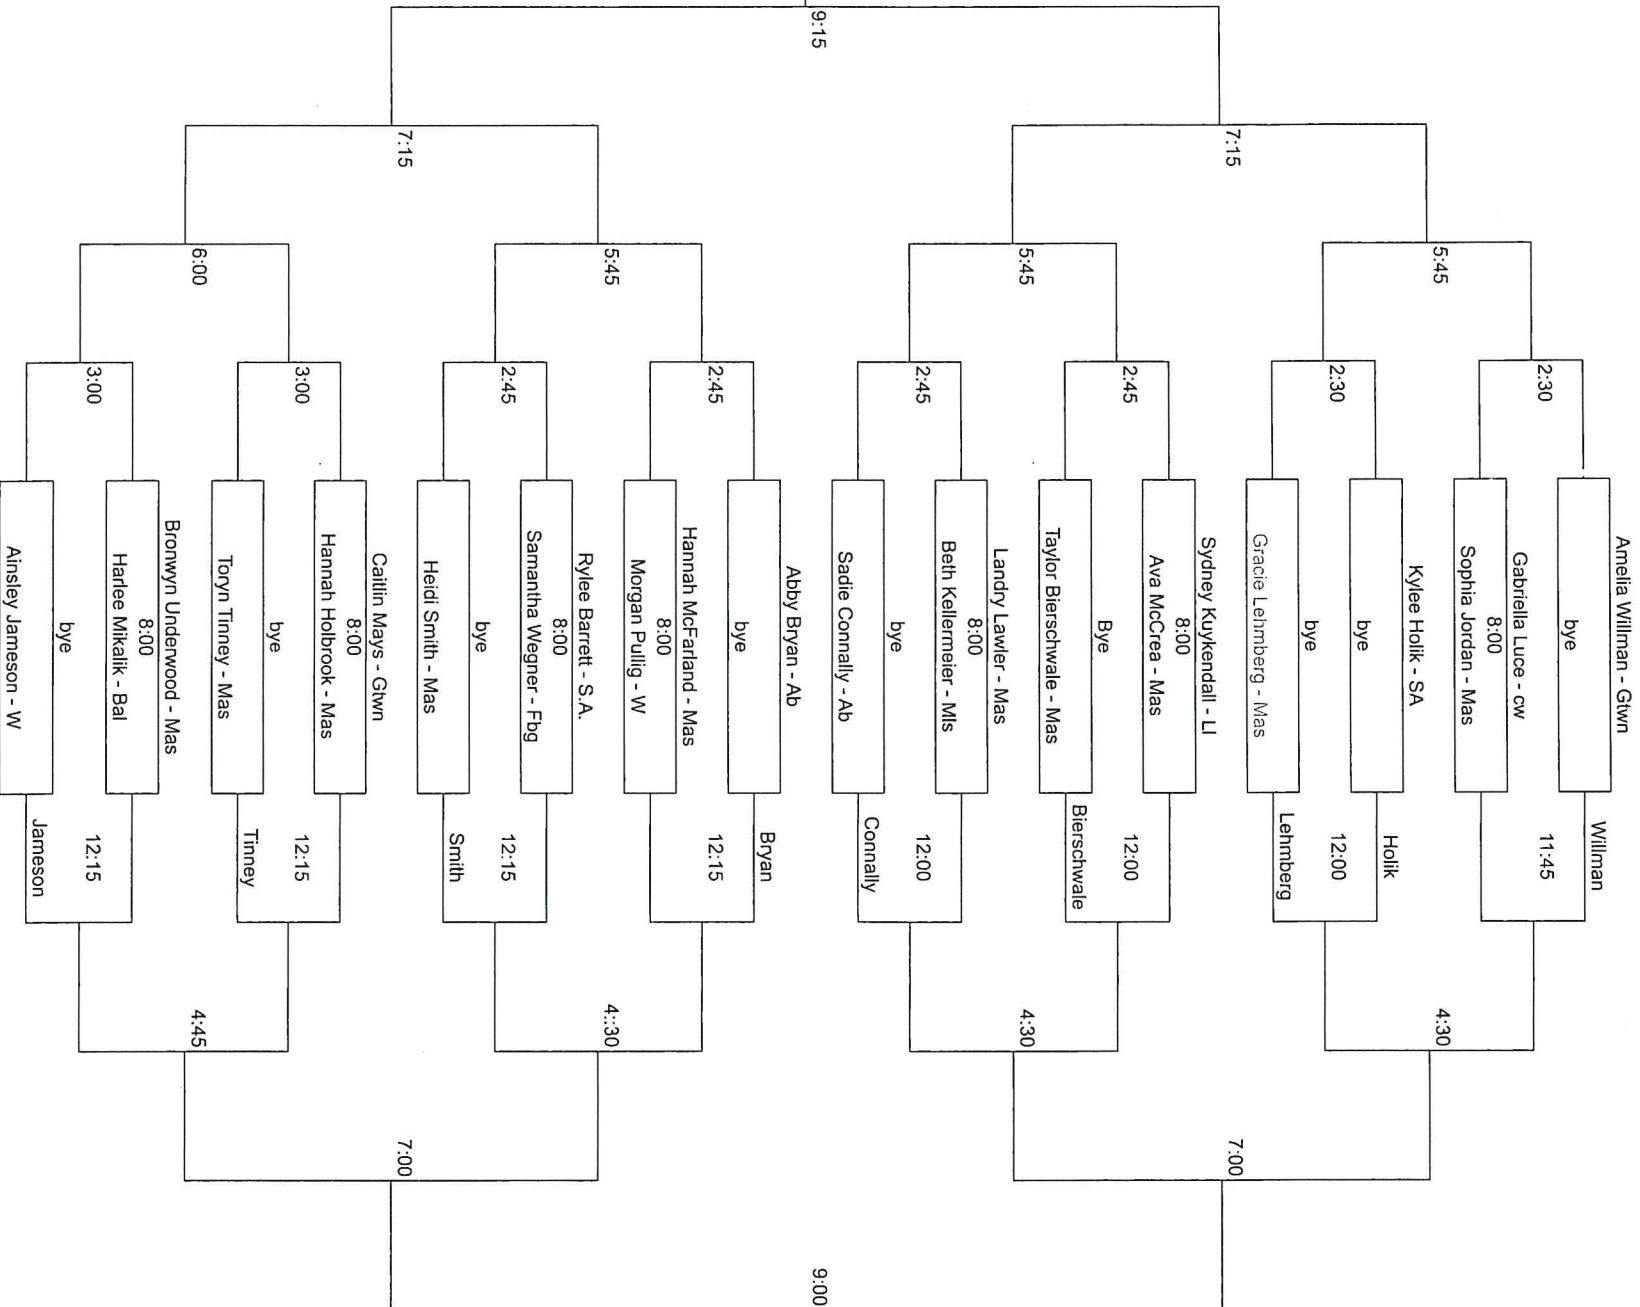 Amelia Willman - Gtwn
bye
Gabriella Luce - cw
8:00
Sophia Jordan - Mas
Kylee Holik - SA
bye
bye
Gracie Lehmberg - Mas
Sydney Kuykendall - LI
8:00
Ava McCrea - Mas
Bye
Taylor Bierschwale - Mas
Landry Lawler - Mas
8:00
Beth Kellermeier - Mls
bye
Sadie Connally - Ab
Abby Bryan - Ab
bye
Hannah McFarland - Mas
8:00
Morgan Pullig - W
Rylee Barrett - S.A.
8:00
Samantha Wegner - Fbg
bye
Heidi Smith - Mas
Caitlin Mays - Gtwn
8:00
Hannah Holbrook - Mas
bye
Toryn Tinney - Mas
Bronwyn Underwood - Mas
8:00
Harlee Mikalik - Bal
bye
Ainsley Jameson - W
Willman
11:45
Holik
12:00
Lehmberg
12:00
Bierschwale
12:00
Connally
Bryan
12:15
12:15
Smith
12:15
Tinney
12:15
Jameson
4:30
4:30
4::30
4:45
7:00
7:00
9:00
2:30
2:30
2:45
2:45
2:45
2:45
3:00
3:00
5:45
5:45
5:45
6:00
7:15
7:15
9:15